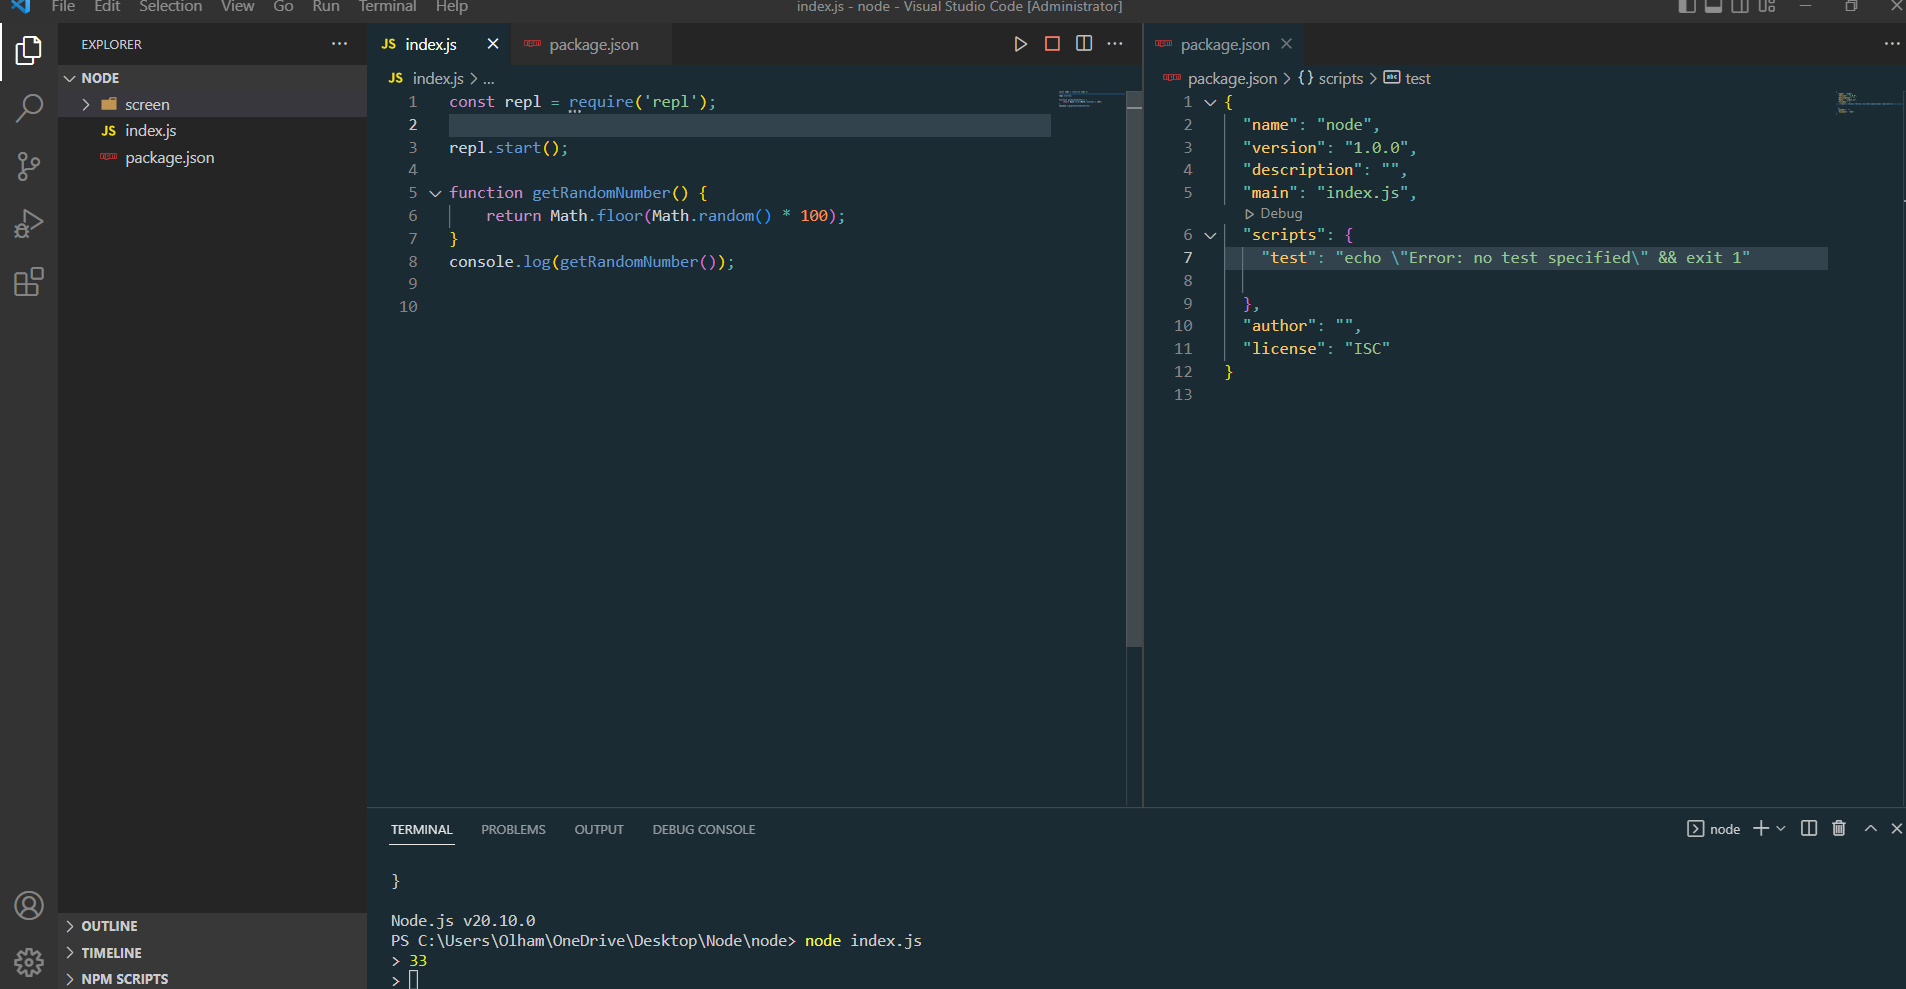 File Edit Selection View Go Run Terminal Help
index.js - node - Visual Studio Code [Administrator]
EXPLORER
NODE
screen
JS index.js
package.json
OUTLINE
TIMELINE
NPM SCRIPTS
JS index.js
package.json
JS index.js > ...
1 const repl = require('repl');
2
3 repl.start();
4
5 function getRandomNumber() {
6 return Math.floor(Math.random() * 100);
7 }
8 console.log(getRandomNumber());
9
10
package.json
package.json > {} scripts > abc test
1 {
2 "name": "node",
3 "version": "1.0.0",
4 "description": "",
5 "main": "index.js",
Debug
6 "scripts": {
7 "test": "echo \"Error: no test specified\" && exit 1"
8
9 },
10 "author": "",
11 "license": "ISC"
12 }
13
TERMINAL PROBLEMS OUTPUT DEBUG CONSOLE
node
}
Node.js v20.10.0
PS C:\Users\Olham\OneDrive\Desktop\Node\node> node index.js
> 33
>